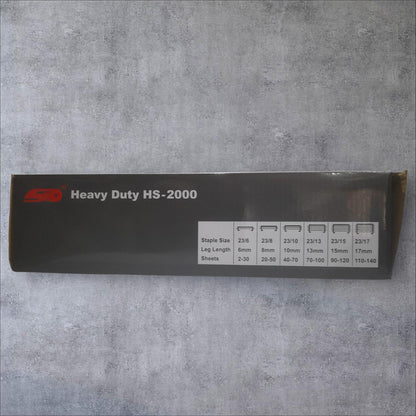 Heavy Duty HS-2000
Staple Size 23/6 23/8 23/10 23/13 23/15 23/17
Leg Length 6mm 8mm 10mm 13mm 15mm 17mm
Sheets 2-30 20-50 40-70 70-100 90-120 110-140